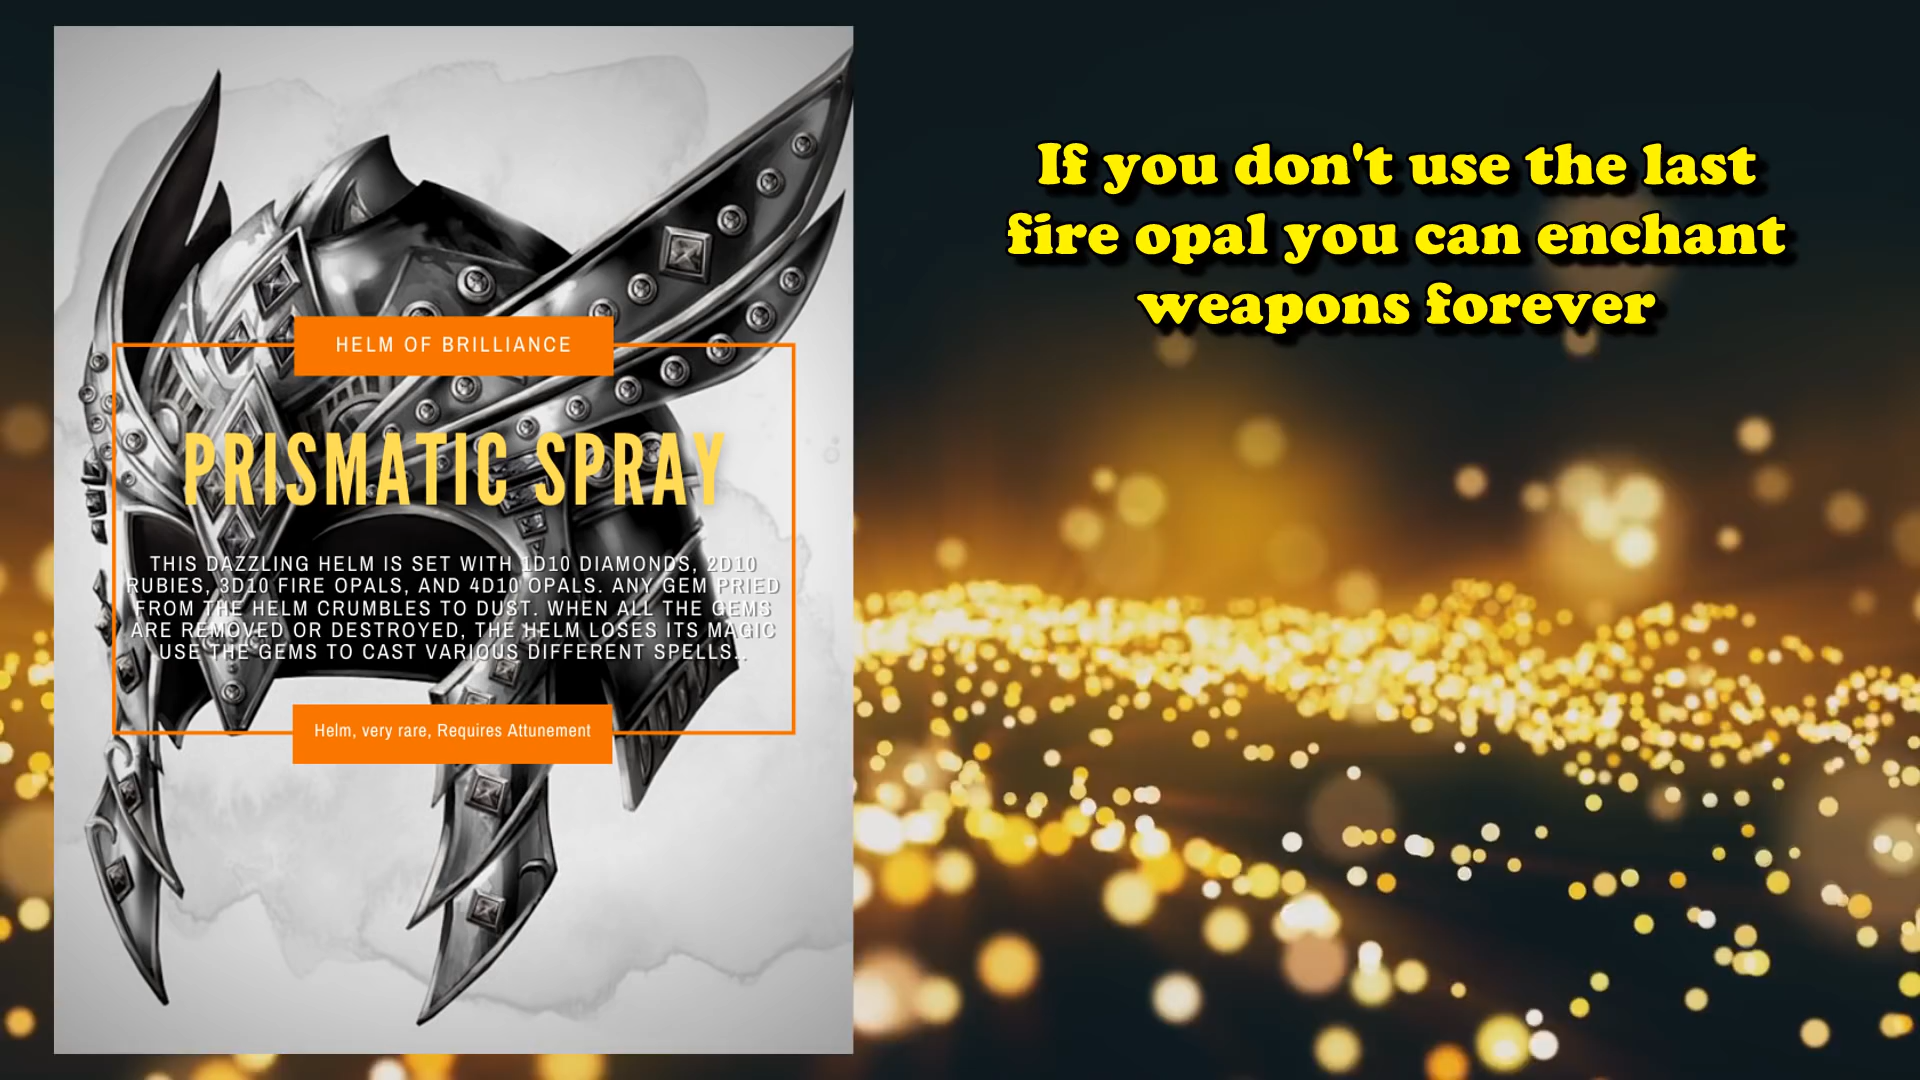 HELM OF BRILLIANCE
PRISMATIC SPRAY
THIS DAZZLING HELM IS SET WITH 1D10 DIAMONDS, 2D10
RUBIES, 3D10 FIRE OPALS, AND 4D10 OPALS. ANY GEM PRIED
FROM THE HELM CRUMBLES TO DUST. WHEN ALL THE GEMS
ARE REMOVED OR DESTROYED, THE HELM LOSES ITS MAGIC
USE THE GEMS TO CAST VARIOUS DIFFERENT SPELLS..
Helm, very rare, Requires Attunement
If you don't use the last
fire opal you can enchant
weapons forever